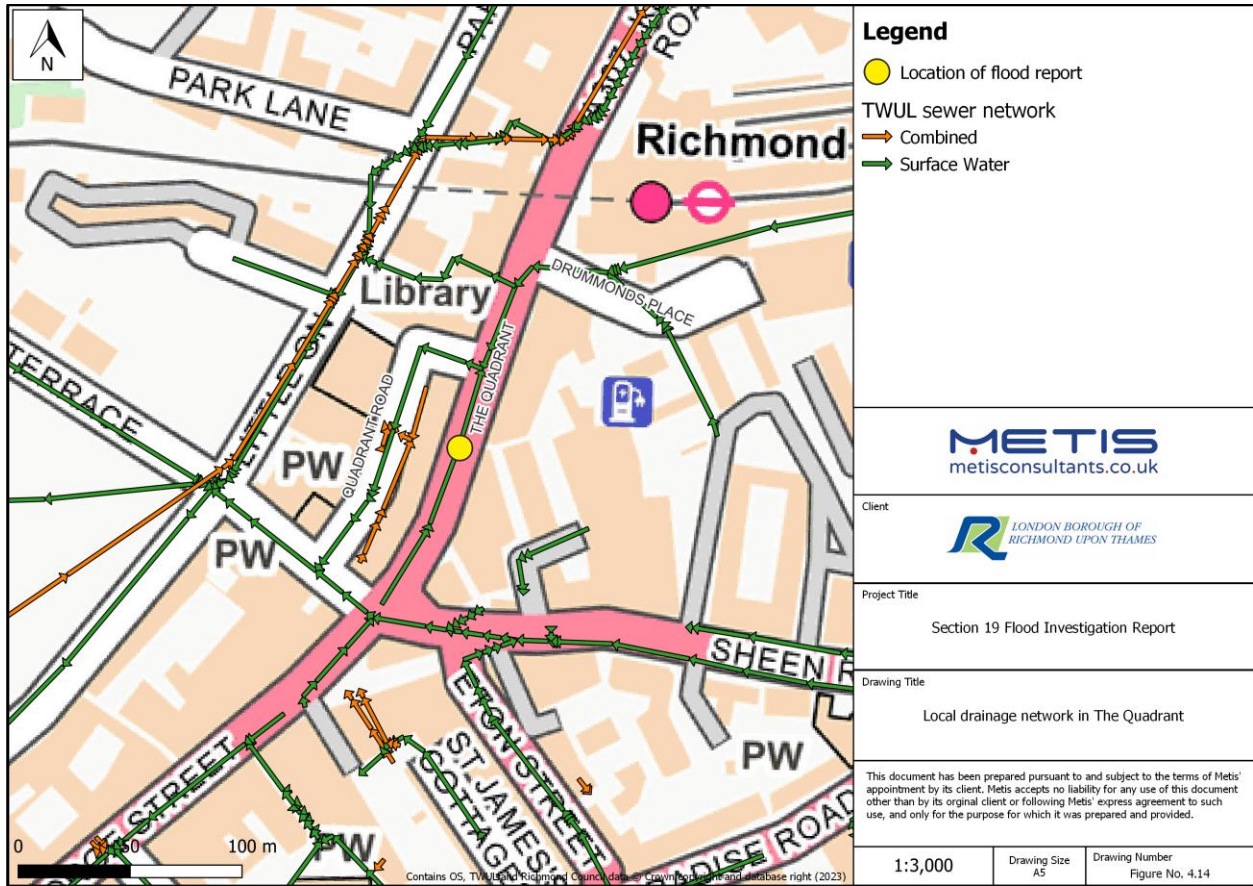 N
PARK LANE
PAR
ROA
Richmond
Library
DRUMMONDS PLACE
THE QUADRANT
QUADRANT ROAD
TERRACE
LITTLE
ON
PW
PW
SHEEN R
ETON STREET
ST JAMES'S
COTTAGES
STREET
PW
PW
0
50
100 m
Contains OS, TWUL and Richmond Council data © Crown copyright and database right (2023)
Legend
Location of flood report
TWUL sewer network
Combined
Surface Water
METIS
metisconsultants.co.uk
Client
LONDON BOROUGH OF
RICHMOND UPON THAMES
Project Title
Section 19 Flood Investigation Report
Drawing Title
Local drainage network in The Quadrant
This document has been prepared pursuant to and subject to the terms of Metis'
appointment by its client. Metis accepts no liability for any use of this document
other than by its orginal client or following Metis' express agreement to such
use, and only for the purpose for which it was prepared and provided.
1:3,000
Drawing Size
A5
Drawing Number
Figure No. 4.14